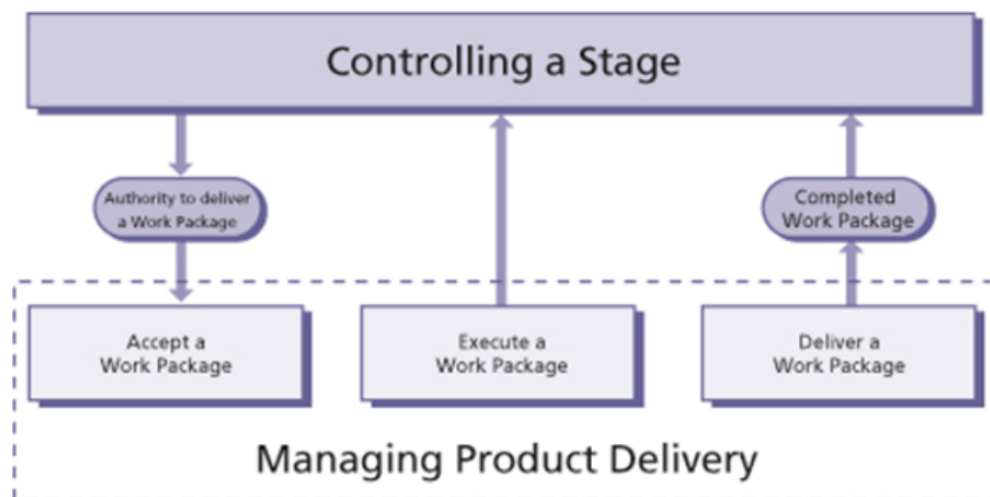 Controlling a Stage
Authority to deliver
a Work Package
Completed
Work Package
Accept a
Work Package
Execute a
Work Package
Deliver a
Work Package
Managing Product Delivery